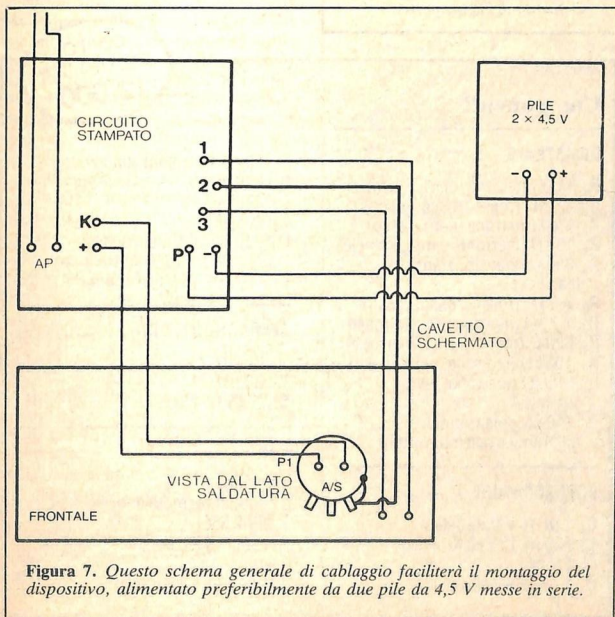 CIRCUITO
STAMPATO
1
2
3
K
+
AP
P
-
PILE
2 × 4,5 V
- +
CAVETTO
SCHERMATO
P1
A/S
VISTA DAL LATO
SALDATURA
FRONTALE
Figura 7. Questo schema generale di cablaggio faciliterà il montaggio del
dispositivo, alimentato preferibilmente da due pile da 4,5 V messe in serie.